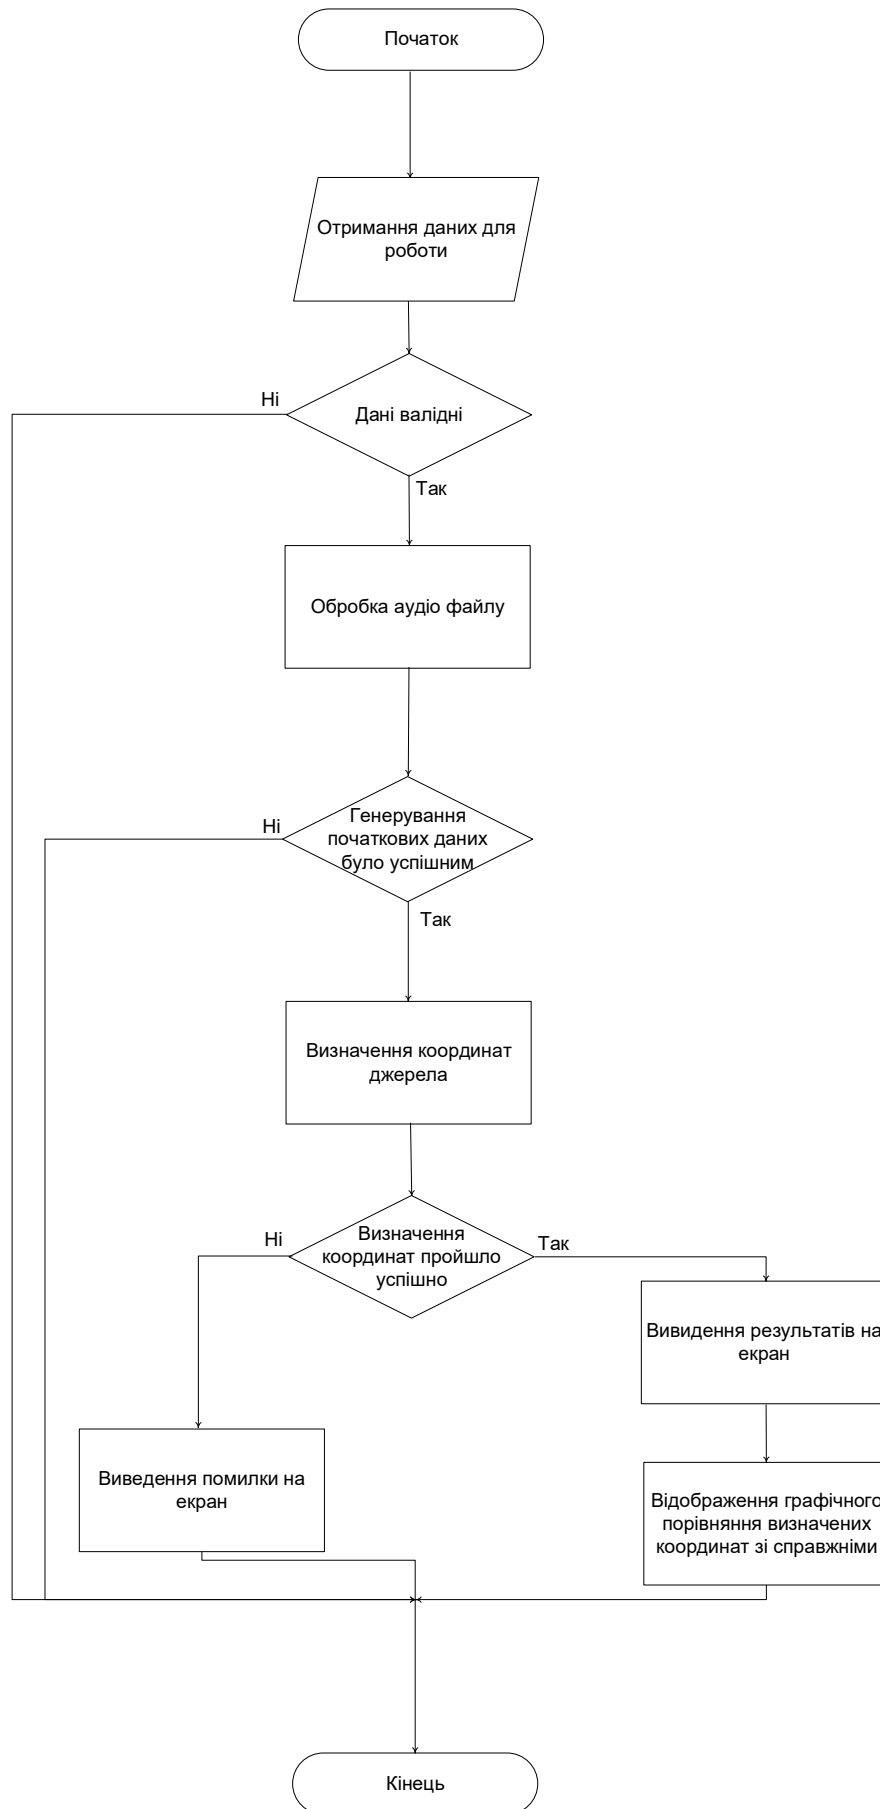 Початок
Отримання даних для
роботи
Ні
Дані валідні
Так
Обробка аудіо файлу
Ні
Генерування
початкових даних
було успішним
Так
Визначення координат
джерела
Ні
Визначення
координат пройшло
успішно
Так
Вивидення результатів на
екран
Виведення помилки на
екран
Відображення графічного
порівняння визначених
координат зі справжніми
Кінець